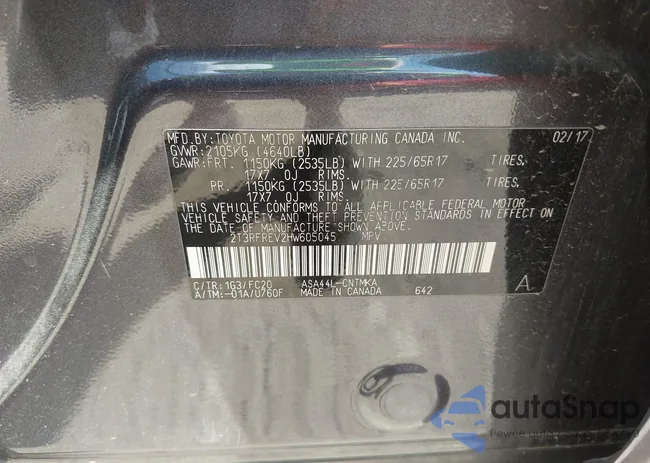 MFD.BY:TOYOTA MOTOR MANUFACTURING CANADA INC. 02/17
GVWR:2105KG (4640LB)
GAWR:FRT. 1150KG (2535LB) WITH 225/65R17 TIRES,
17X7.0J RIMS.
RR. 1150KG (2535LB) WITH 225/65R17 TIRES,
17X7.0J RIMS.
THIS VEHICLE CONFORMS TO ALL APPLICABLE FEDERAL MOTOR
VEHICLE SAFETY AND THEFT PREVENTION STANDARDS IN EFFECT ON
THE DATE OF MANUFACTURE SHOWN ABOVE.
2T3RFREV2HW605045 MPV
C/TR:1G3/FC20 ASA44L-CNTMKA
A/TM:-01A/U760F MADE IN CANADA 642 A
autoSnap